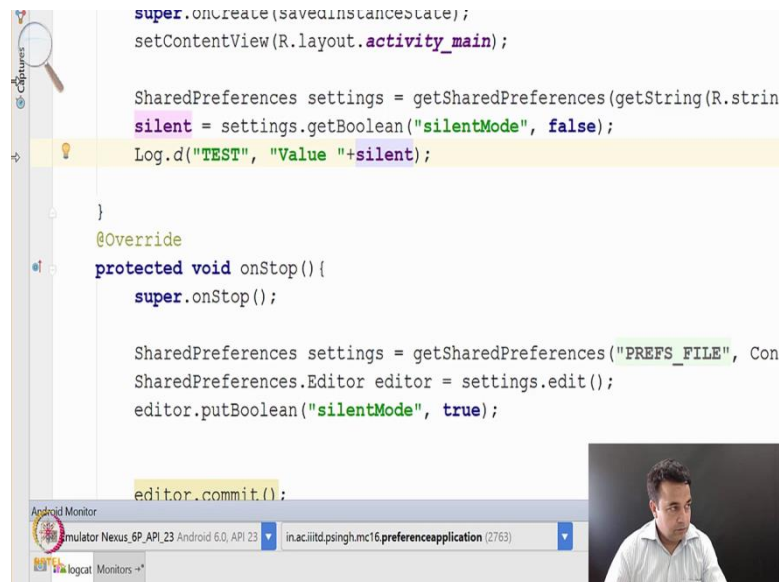 super.onCreate(savedInstanceState);
setContentView(R.layout.activity_main);
Captures
SharedPreferences settings = getSharedPreferences(getString(R.strin
silent = settings.getBoolean("silentMode", false);
Log.d("TEST", "Value "+silent);
}
@Override
protected void onStop(){
super.onStop();
SharedPreferences settings = getSharedPreferences("PREFS_FILE", Con
SharedPreferences.Editor editor = settings.edit();
editor.putBoolean("silentMode", true);
editor.commit();
Android Monitor
mulator Nexus_6P_API_23 Android 6.0, API 23 in.ac.iiitd.psingh.mc16.preferenceapplication (2763)
NPTEL
logcat Monitors →*